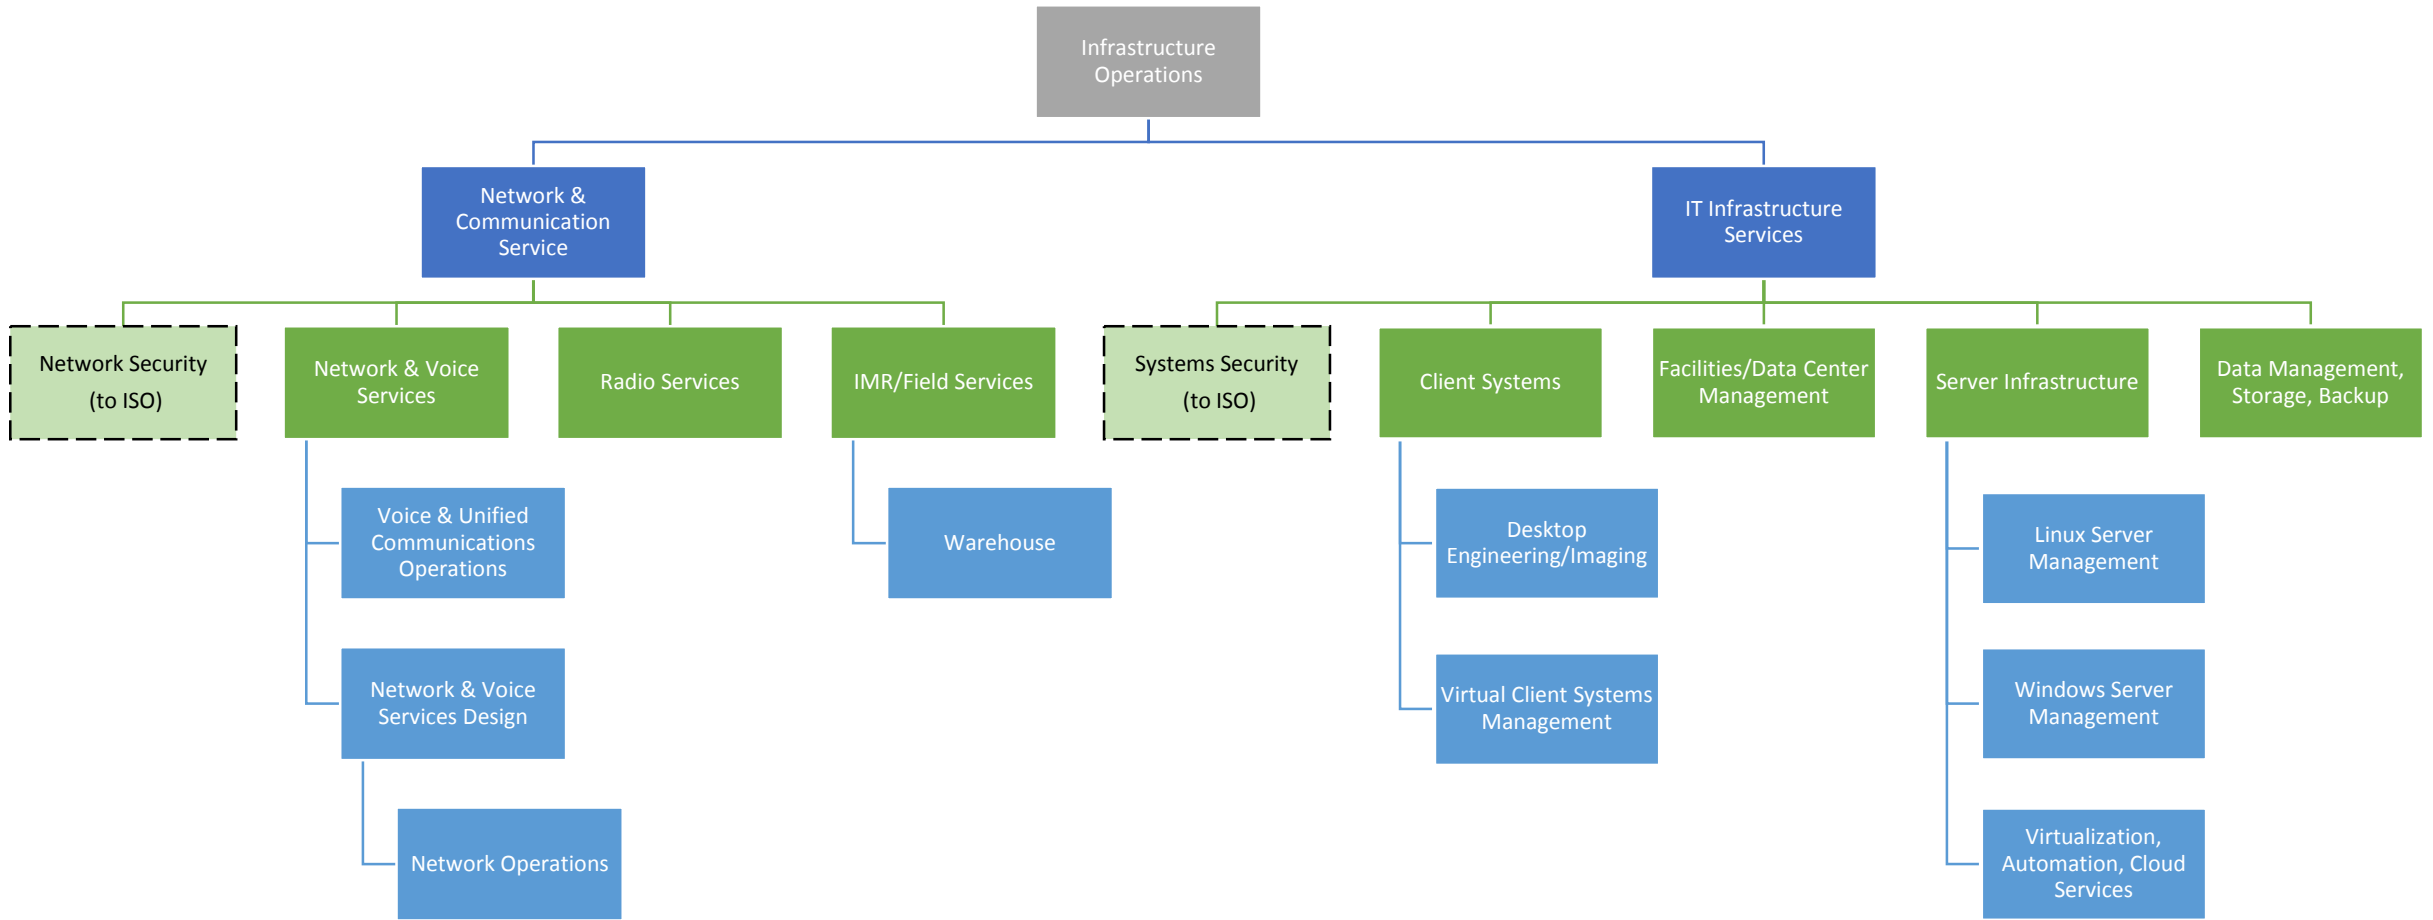 Infrastructure
Operations
Network &
Communication
Service
IT Infrastructure
Services
Network Security
(to ISO)
Network & Voice
Services
Radio Services
IMR/Field Services
Systems Security
(to ISO)
Client Systems
Facilities/Data Center
Management
Server Infrastructure
Data Management,
Storage, Backup
Voice & Unified
Communications
Operations
Warehouse
Desktop
Engineering/Imaging
Linux Server
Management
Network & Voice
Services Design
Virtual Client Systems
Management
Windows Server
Management
Network Operations
Virtualization,
Automation, Cloud
Services